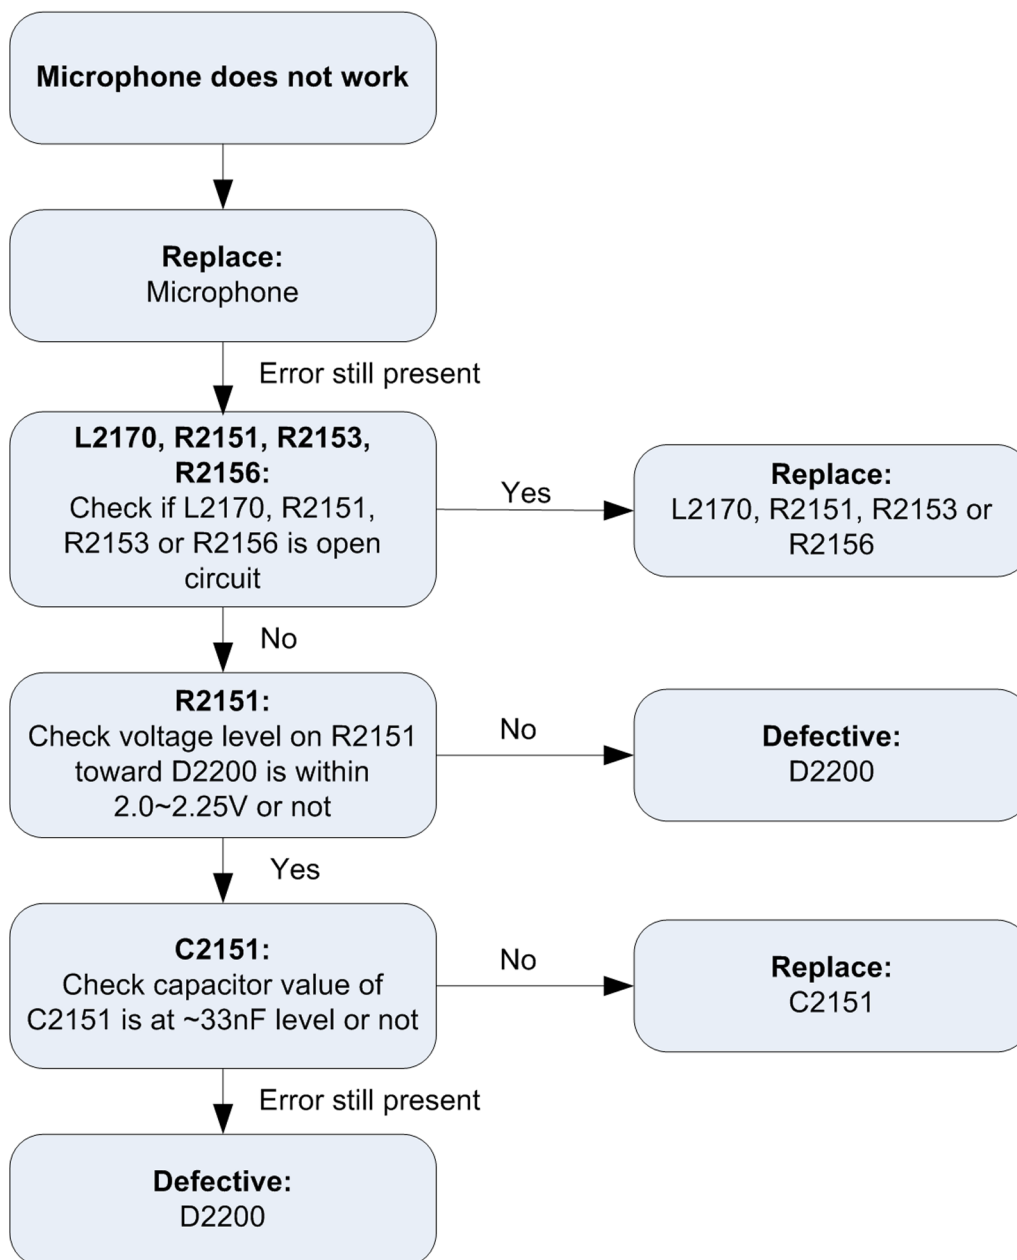 Microphone does not work
Replace:
Microphone
Error still present
L2170, R2151, R2153,
R2156:
Check if L2170, R2151,
R2153 or R2156 is open
circuit
Yes
Replace:
L2170, R2151, R2153 or
R2156
No
R2151:
Check voltage level on R2151
toward D2200 is within
2.0~2.25V or not
No
Defective:
D2200
Yes
C2151:
Check capacitor value of
C2151 is at ~33nF level or not
No
Replace:
C2151
Error still present
Defective:
D2200